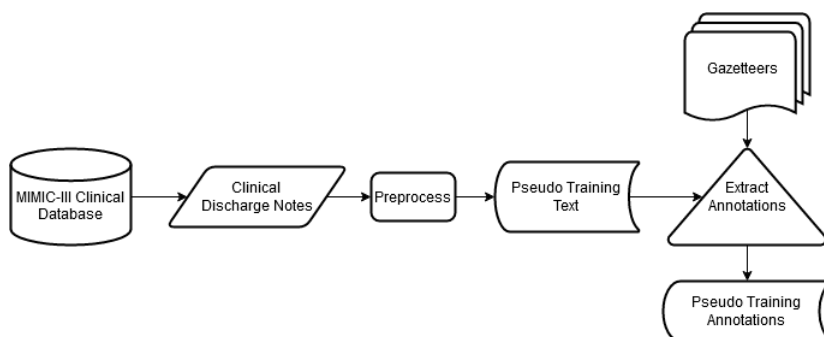 Gazetteers
MIMIC-III Clinical
Database
Clinical
Discharge Notes
Preprocess
Pseudo Training
Text
Extract
Annotations
Pseudo Training
Annotations